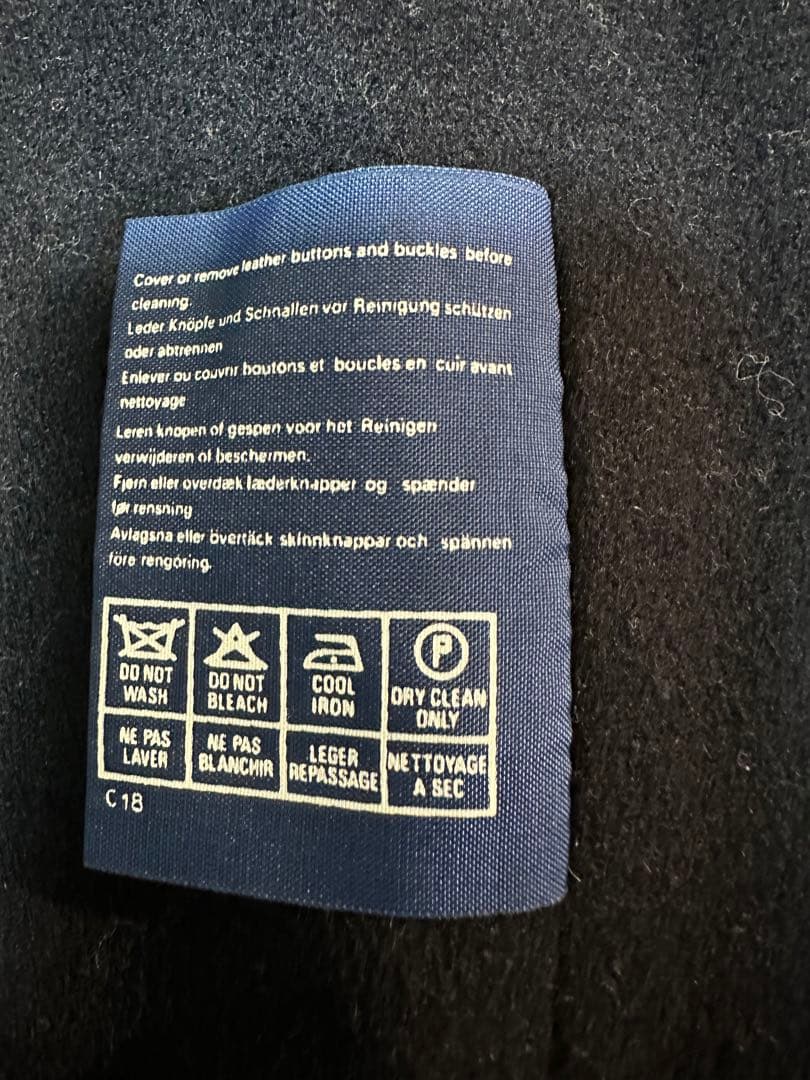 Cover or remove leather buttons and buckles before
cleaning.
Leder Knöpfe und Schnallen vor Reinigung schützen
oder abtrennen
Enlever ou couvrir boutons et boucles en cuir avant
nettoyage
Leren knopen of gespen voor het Reinigen
verwijderen of beschermen.
Fjern eller overdæk læderknapper og spænder
før rensning
Avlagsna eller övertäck skinnknappar och spännen
före rengöring.
DO NOT WASH
DO NOT BLEACH
COOL IRON
P
DRY CLEAN ONLY
NE PAS LAVER
NE PAS BLANCHIR
LEGER REPASSAGE
NETTOYAGE A SEC
C 18